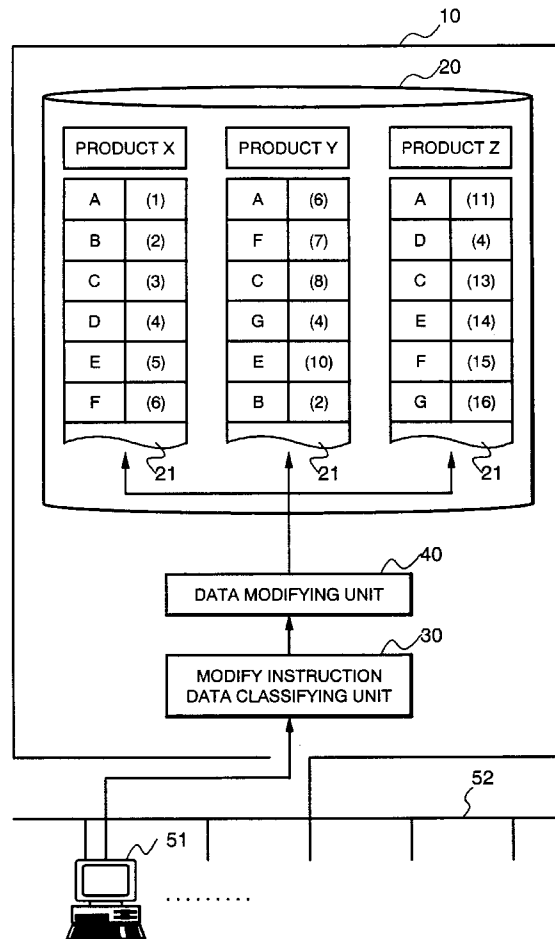 10
20
PRODUCT X PRODUCT Y PRODUCT Z
A (1) A (6) A (11)
B (2) F (7) D (4)
C (3) C (8) C (13)
D (4) G (4) E (14)
E (5) E (10) F (15)
F (6) B (2) G (16)
21 21 21
40
DATA MODIFYING UNIT
30
MODIFY INSTRUCTION
DATA CLASSIFYING UNIT
52
51
.........